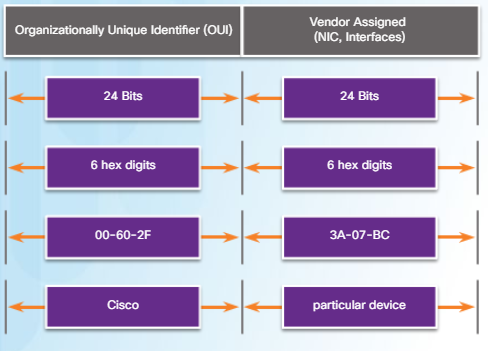 Organizationally Unique Identifier (OUI)
Vendor Assigned
(NIC, Interfaces)
24 Bits
24 Bits
6 hex digits
6 hex digits
00-60-2F
3A-07-BC
Cisco
particular device